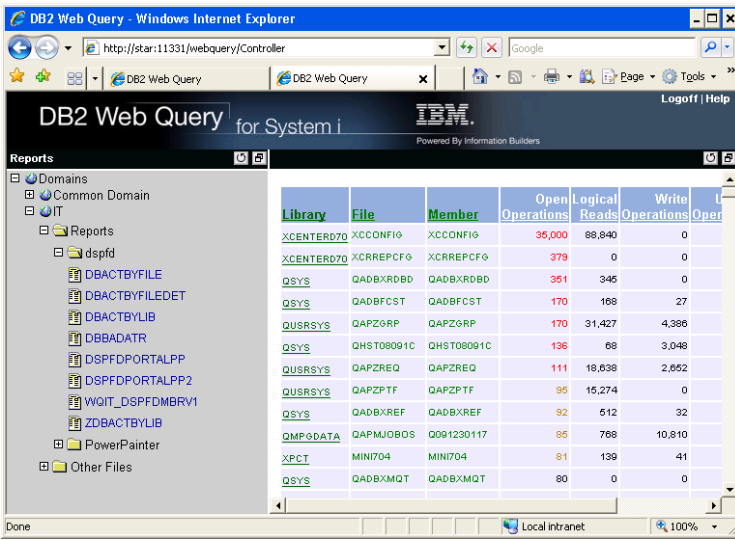 DB2 Web Query - Windows Internet Explorer
http://star:11331/webquery/Controller
Google
DB2 Web Query
DB2 Web Query
Page
Tools
Logoff | Help
DB2 Web Query for System i
IBM.
Powered By Information Builders
Reports
Domains
Common Domain
IT
Reports
dspfd
DBACTBYFILE
DBACTBYFILEDET
DBACTBYLIB
DBBADATR
DSPFDPORTALPP
DSPFDPORTALPP2
WQIT_DSPFDMBRV1
ZDBACTBYLIB
PowerPainter
Other Files
Open Logical Write U
Library File Member Operations Reads Operations Oper
XCENTERD70 XCCONFIG XCCONFIG 35,000 88,840 0
XCENTERD70 XCRREPCFG XCRREPCFG 379 0 0
QSYS QADBXRDBD QADBXRDBD 351 345 0
QSYS QADBFCST QADBFCST 170 168 27
QUSRSYS QAPZGRP QAPZGRP 170 31,427 4,386
QSYS QHST08091C QHST08091C 136 68 3,048
QUSRSYS QAPZREQ QAPZREQ 111 18,638 2,652
QUSRSYS QAPZPTF QAPZPTF 95 15,274 0
QSYS QADBXREF QADBXREF 92 512 32
QMPGDATA QAPMJOBOS Q091230117 85 768 10,810
XPCT MINI704 MINI704 81 139 41
QSYS QADBXMQT QADBXMQT 80 0 0
Done
Local intranet
100%